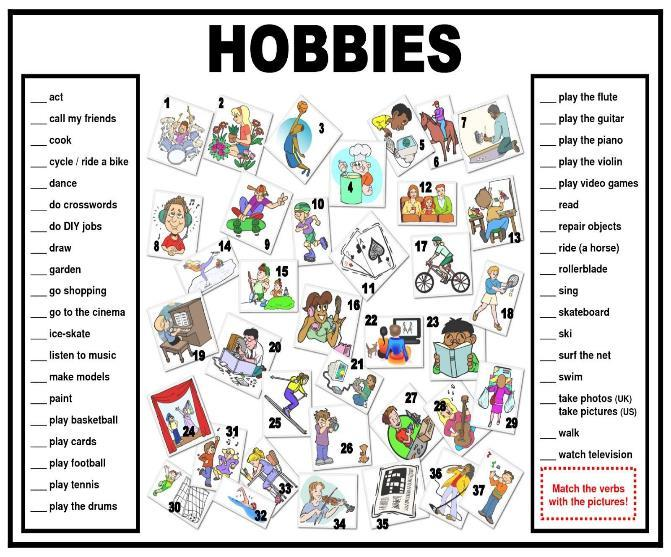 HOBBIES
___ act
___ call my friends
___ cook
___ cycle / ride a bike
___ dance
___ do crosswords
___ do DIY jobs
___ draw
___ garden
___ go shopping
___ go to the cinema
___ ice-skate
___ listen to music
___ make models
___ paint
___ play basketball
___ play cards
___ play football
___ play tennis
___ play the drums
1
2
3
4
5
6
7
8
9
10
11
12
13
14
15
16
17
18
19
20
21
22
23
24
25
26
27
28
29
30
31
32
33
34
35
36
37
___ play the flute
___ play the guitar
___ play the piano
___ play the violin
___ play video games
___ read
___ repair objects
___ ride (a horse)
___ rollerblade
___ sing
___ skateboard
___ ski
___ surf the net
___ swim
___ take photos (UK)
take pictures (US)
___ walk
___ watch television
Match the verbs
with the pictures!